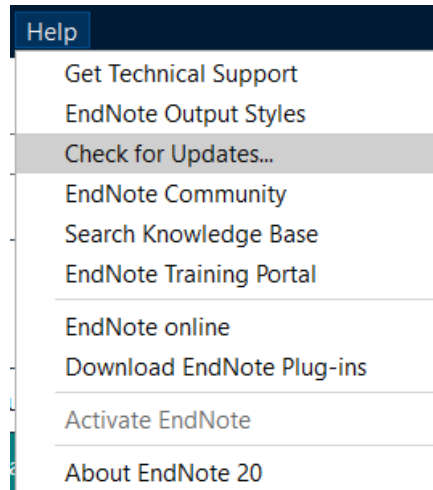 Help
Get Technical Support
EndNote Output Styles
Check for Updates...
EndNote Community
Search Knowledge Base
EndNote Training Portal
EndNote online
Download EndNote Plug-ins
Activate EndNote
About EndNote 20